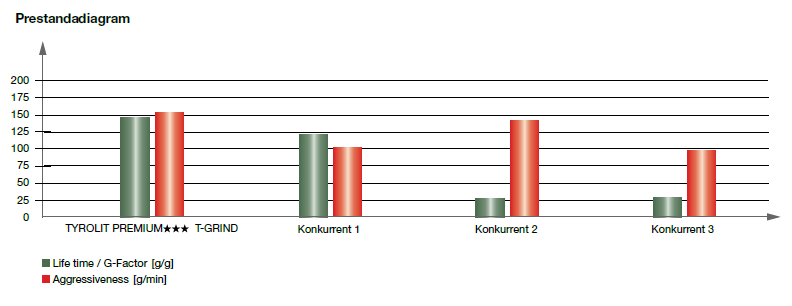 Prestandadiagram
200
175
150
125
100
75
50
25
0
TYROLIT PREMIUM★★★ T-GRIND
Konkurrent 1
Konkurrent 2
Konkurrent 3
Life time / G-Factor [g/g]
Aggressiveness [g/min]